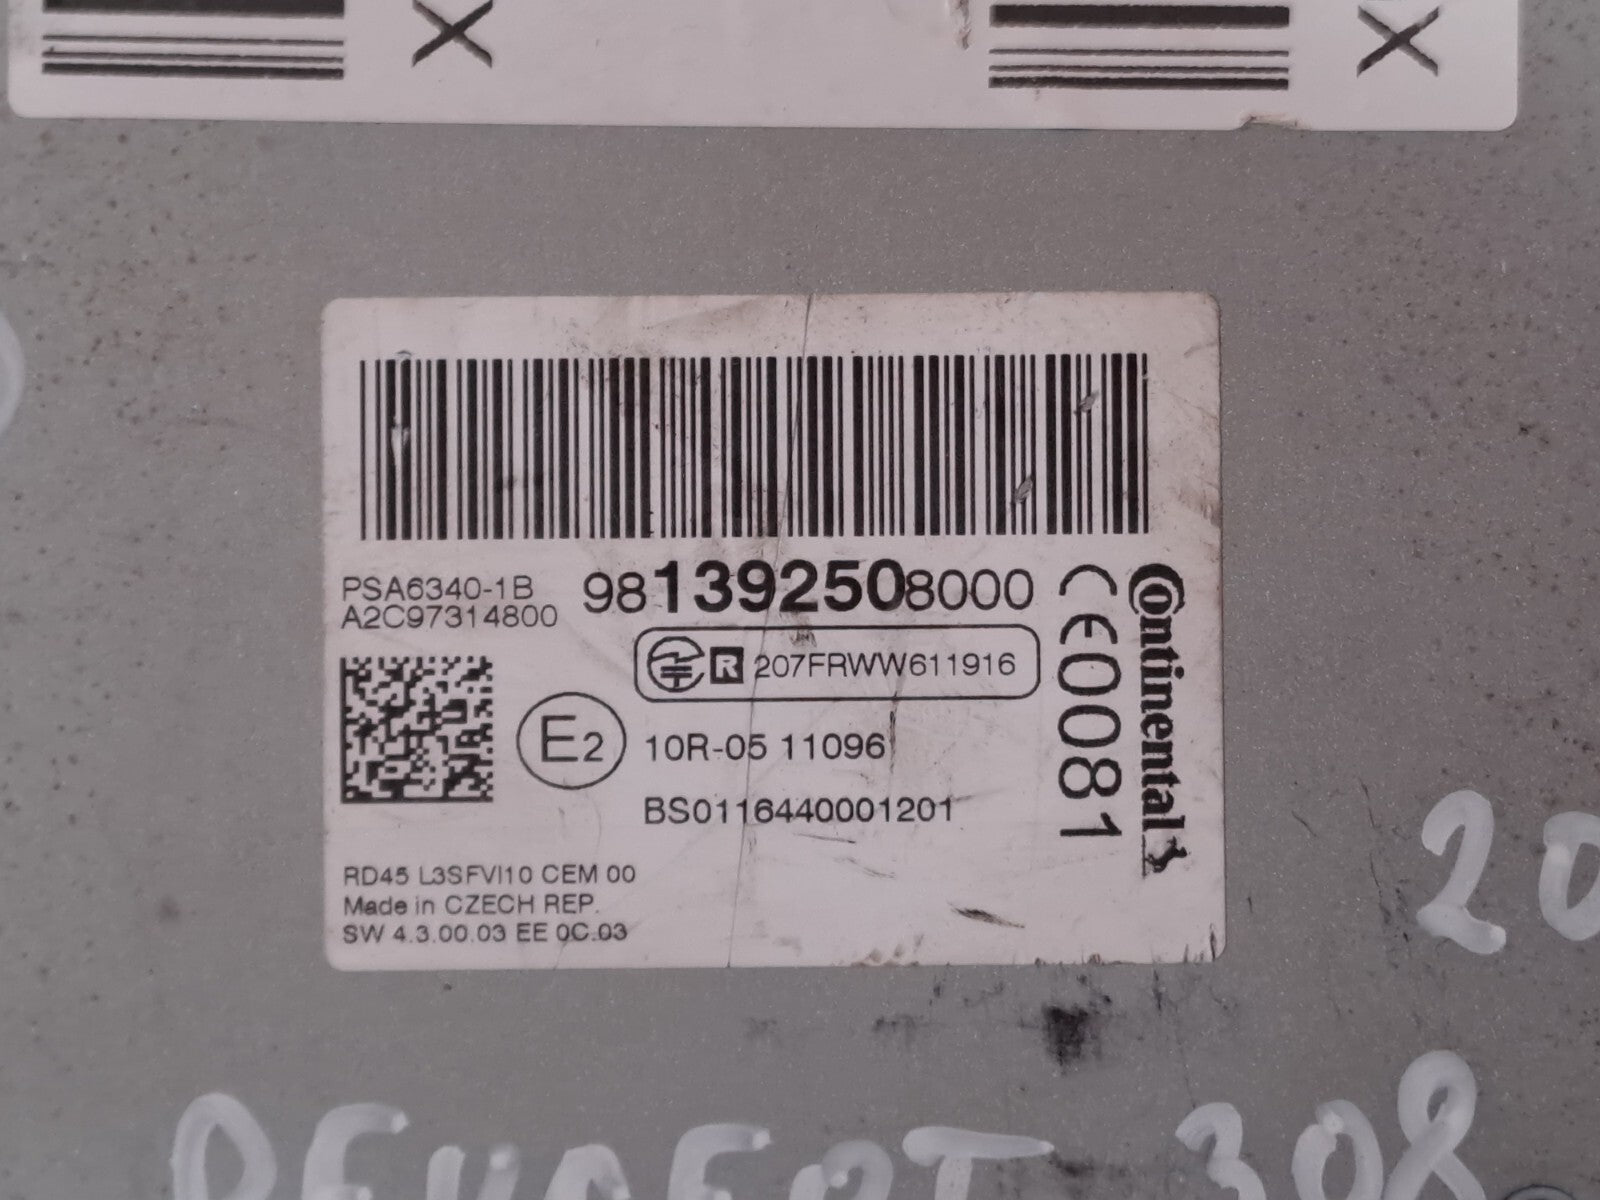 X X
PSA6340-1B
A2C97314800
981392508000
R 207FRWW611916
E2
10R-05 11096
BS0116440001201
RD45 L3SFVI10 CEM 00
Made in CZECH REP.
SW 4.3.00.03 EE 0C.03
CE0081
Continental
20
PEUGEOT 308